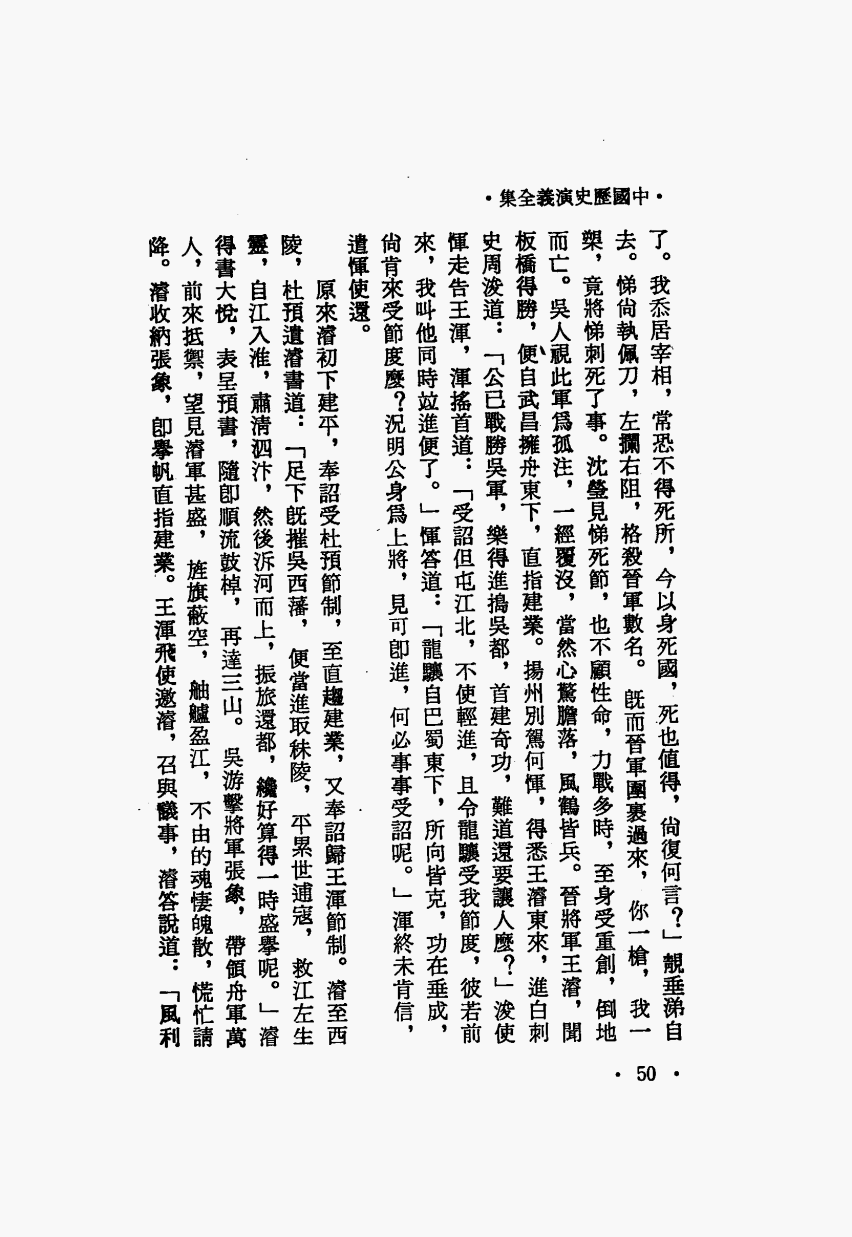 ・中國歷史演義全集・
了。我忝居宰相，常恐不得死所，今以身死國，死也值得，尙復何言？」靚垂涕自
去。悌尙執佩刀，左攔右阻，格殺晉軍數名。旣而晉軍團裹過來，你一槍，我一
槊，竟將悌刺死了事。沈瑩見悌死節，也不顧性命，力戰多時，至身受重創，倒地
而亡。吳人視此軍爲孤注，一經覆沒，當然心驚膽落，風鶴皆兵。晉將軍王濬，聞
板橋得勝，便自武昌擁舟東下，直指建業。揚州別駕何惲，得悉王濬東來，進白刺
史周浚道：「公已戰勝吳軍，樂得進搗吳都，首建奇功，難道還要讓人麼？」浚使
惲走告王渾，渾搖首道：「受詔但屯江北，不使輕進，且令龍驤受我節度，彼若前
來，我叫他同時竝進便了。」惲答道：「龍驤自巴蜀東下，所向皆克，功在垂成，
尙肯來受節度麼？況明公身爲上將，見可卽進，何必事事受詔呢。」渾終未肯信，
遣惲使還。
原來濬初下建平，奉詔受杜預節制，至直趨建業，又奉詔歸王渾節制。濬至西
陵，杜預遺濬書道：「足下旣摧吳西藩，便當進取秣陵，平累世逋寇，救江左生
靈，自江入淮，肅淸泗汴，然後泝河而上，振旅還都，纔好算得一時盛擧呢。」濬
得書大悅，表呈預書，隨卽順流鼓棹，再達三山。吳游擊將軍張象，帶領舟軍萬
人，前來抵禦，望見濬軍甚盛，旌旗蔽空，舳艫盈江，不由的魂悽魄散，慌忙請
降。濬收納張象，卽擧帆直指建業。王渾飛使邀濬，召與議事，濬答說道：「風利
・50・